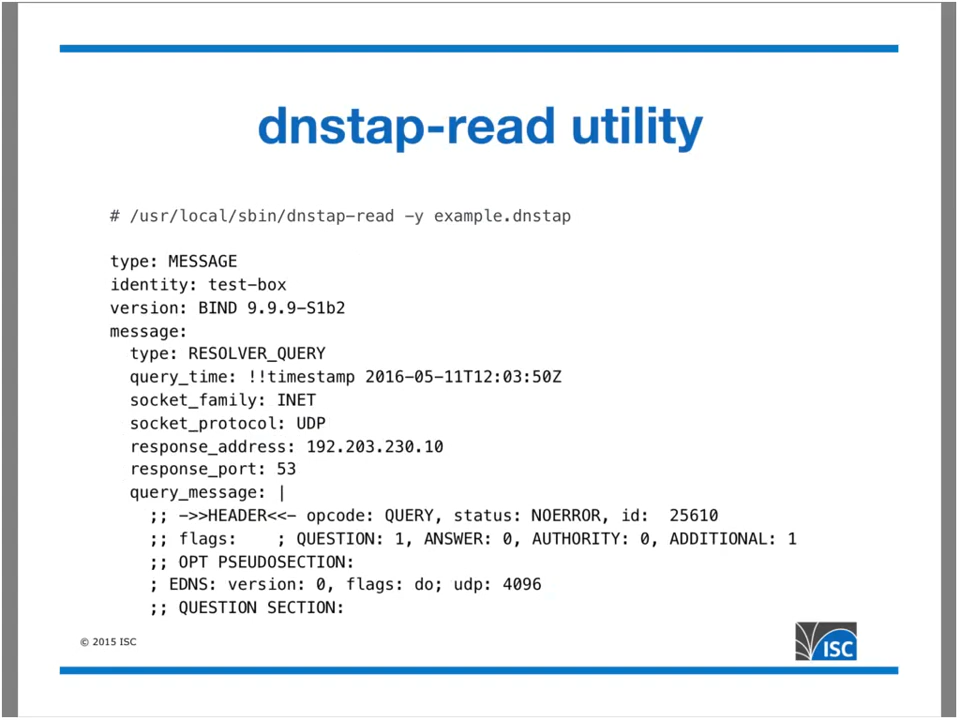 dnstap-read utility
# /usr/local/sbin/dnstap-read -y example.dnstap
type: MESSAGE
identity: test-box
version: BIND 9.9.9-S1b2
message:
  type: RESOLVER_QUERY
  query_time: !!timestamp 2016-05-11T12:03:50Z
  socket_family: INET
  socket_protocol: UDP
  response_address: 192.203.230.10
  response_port: 53
  query_message: |
    ;; ->>HEADER<<- opcode: QUERY, status: NOERROR, id:  25610
    ;; flags:    ; QUESTION: 1, ANSWER: 0, AUTHORITY: 0, ADDITIONAL: 1
    ;; OPT PSEUDOSECTION:
    ; EDNS: version: 0, flags: do; udp: 4096
    ;; QUESTION SECTION:
© 2015 ISC
ISC